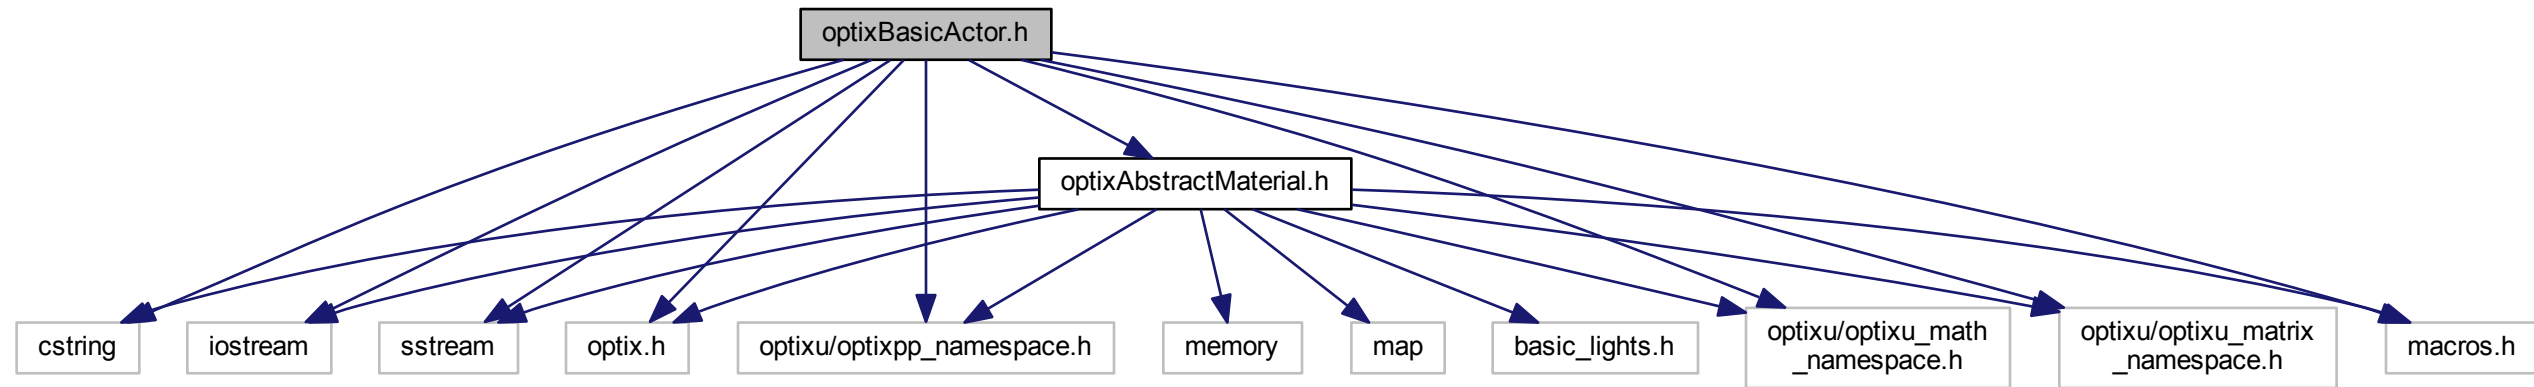 optixBasicActor.h
optixAbstractMaterial.h
cstring
iostream
sstream
optix.h
optixu/optixpp_namespace.h
memory
map
basic_lights.h
optixu/optixu_math
_namespace.h
optixu/optixu_matrix
_namespace.h
macros.h